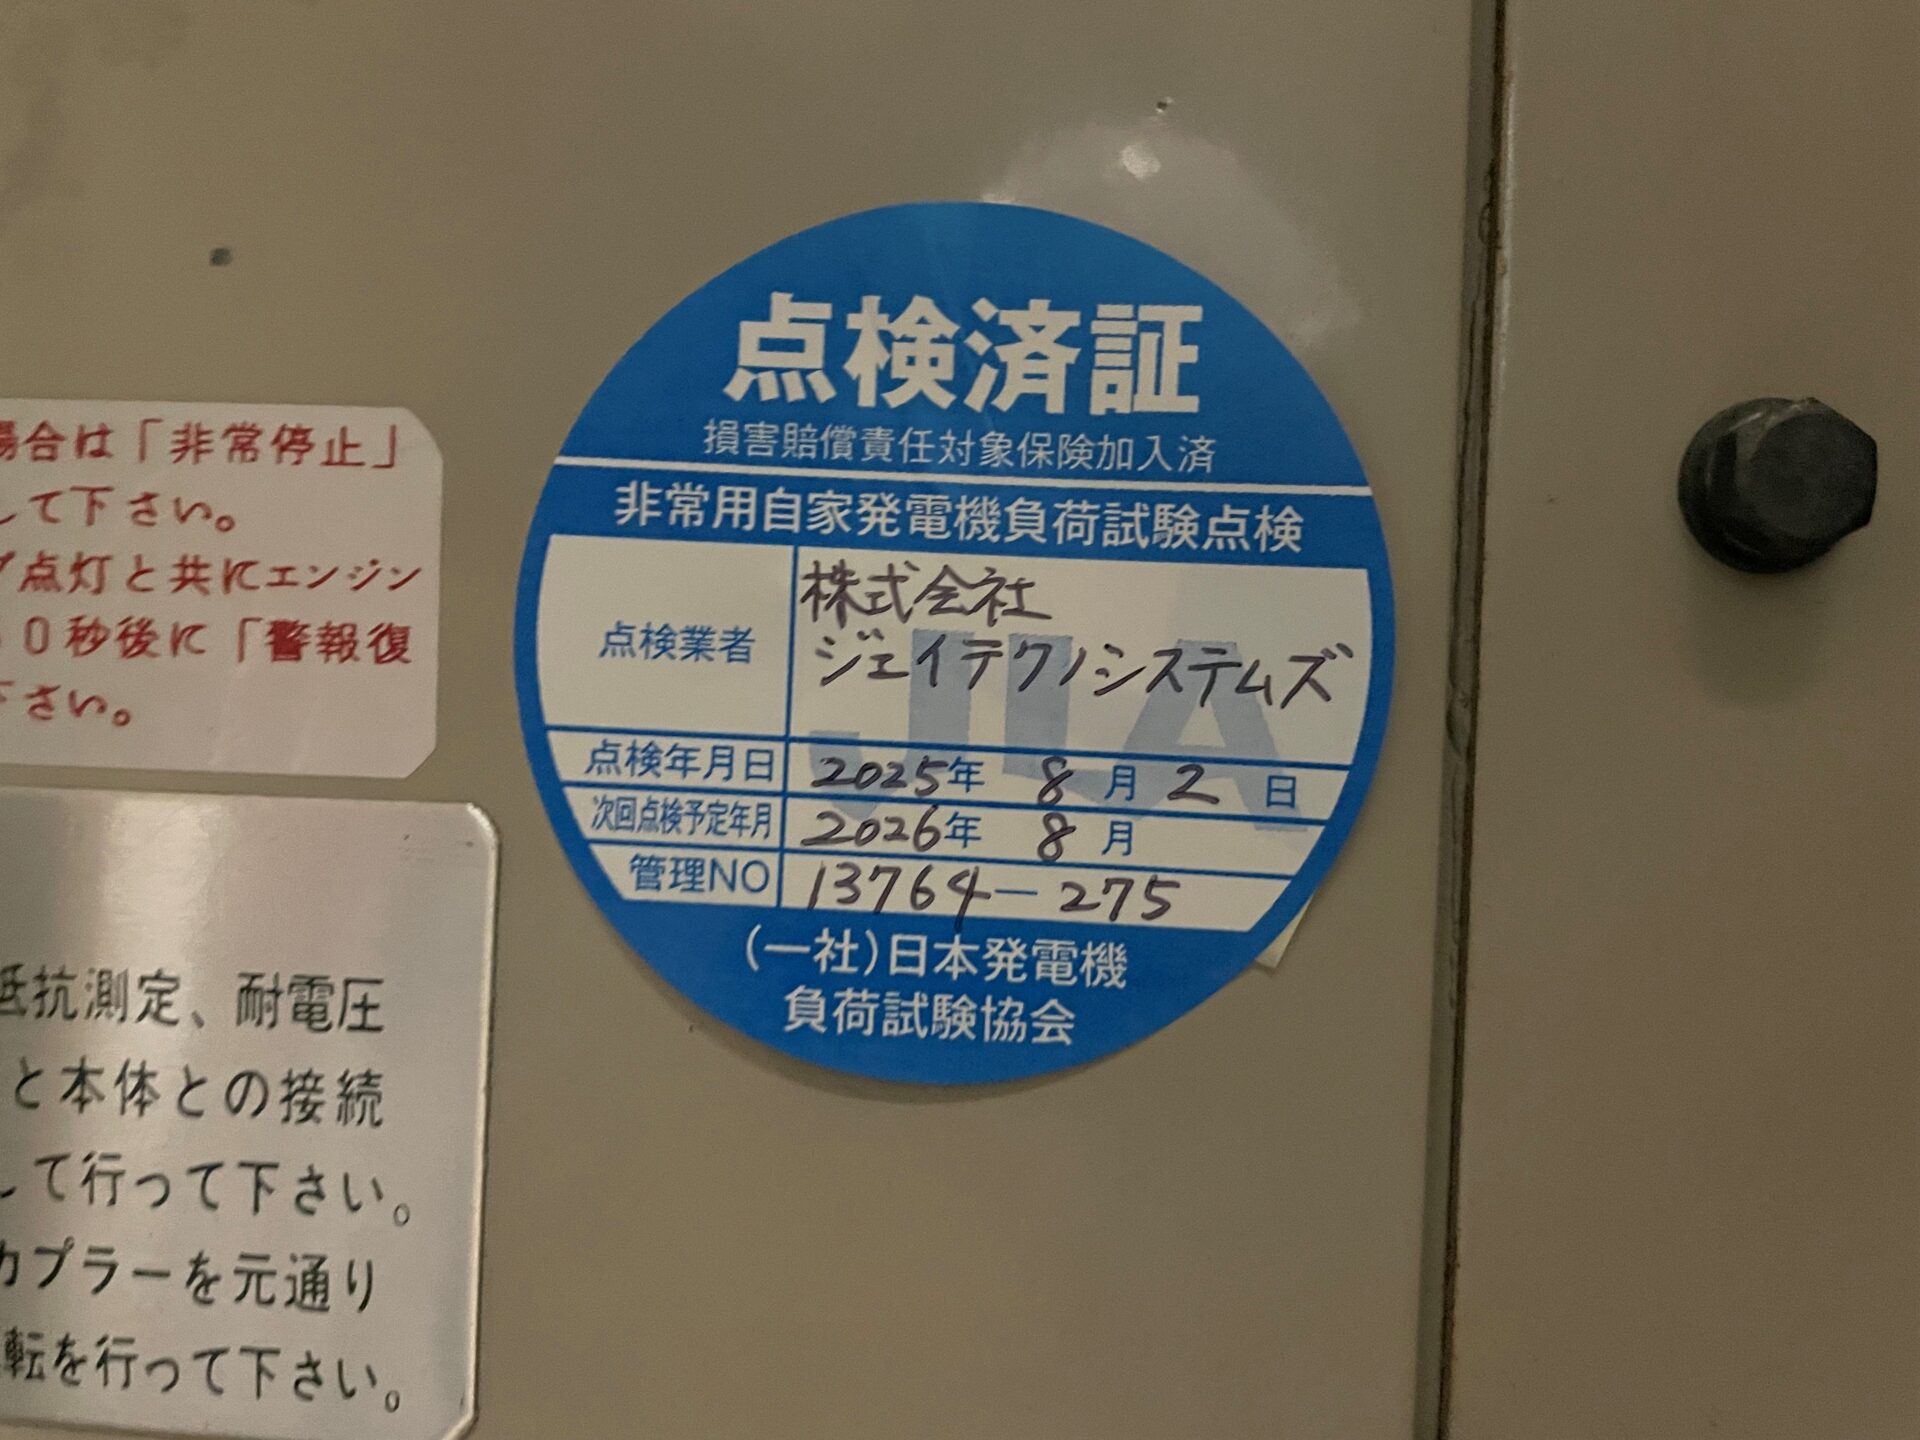 場合は「非常停止」
して下さい。
点灯と共にエンジン
0秒後に「警報復
下さい。
抵抗測定、耐電圧
と本体との接続
して行って下さい。
カプラーを元通り
転を行って下さい。
点検済証
損害賠償責任対象保険加入済
非常用自家発電機負荷試験点検
点検業者 株式会社
ジェイテクノシステムズ
点検年月日 2025年 8月 2日
次回点検予定年月 2026年 8月
管理NO 13764-275
JLA
(一社)日本発電機
負荷試験協会